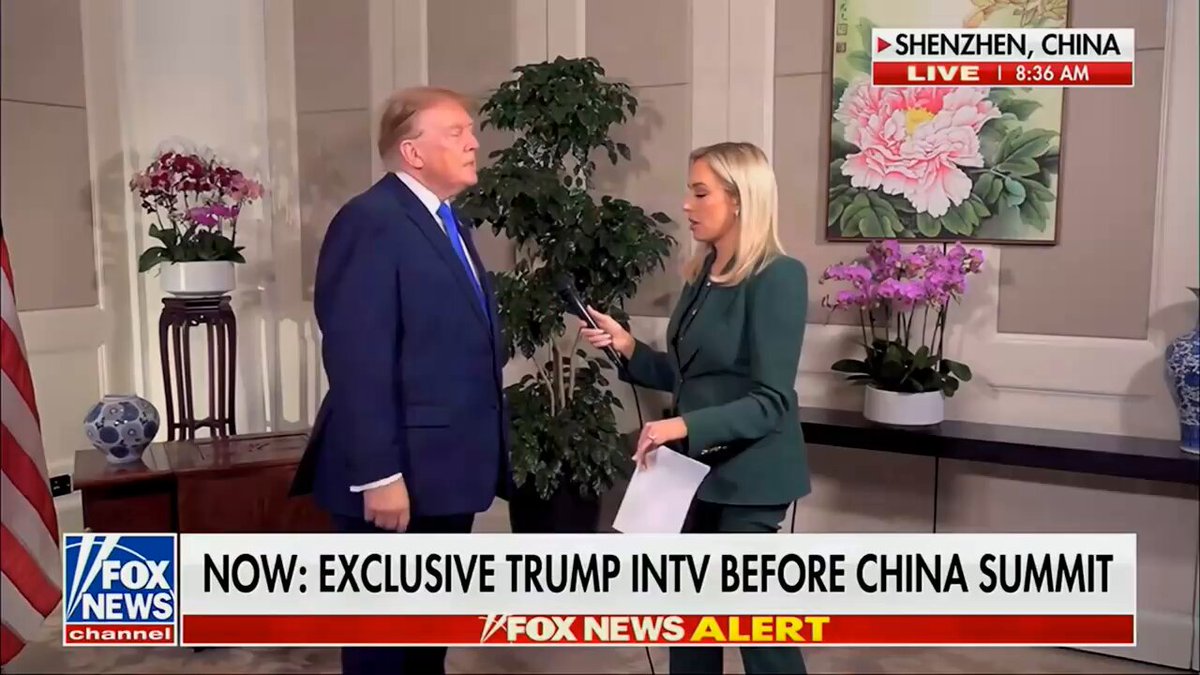 SHENZHEN, CHINA
LIVE | 8:36 AM
FOX
NEWS
channel
NOW: EXCLUSIVE TRUMP INTV BEFORE CHINA SUMMIT
FOX NEWS ALERT